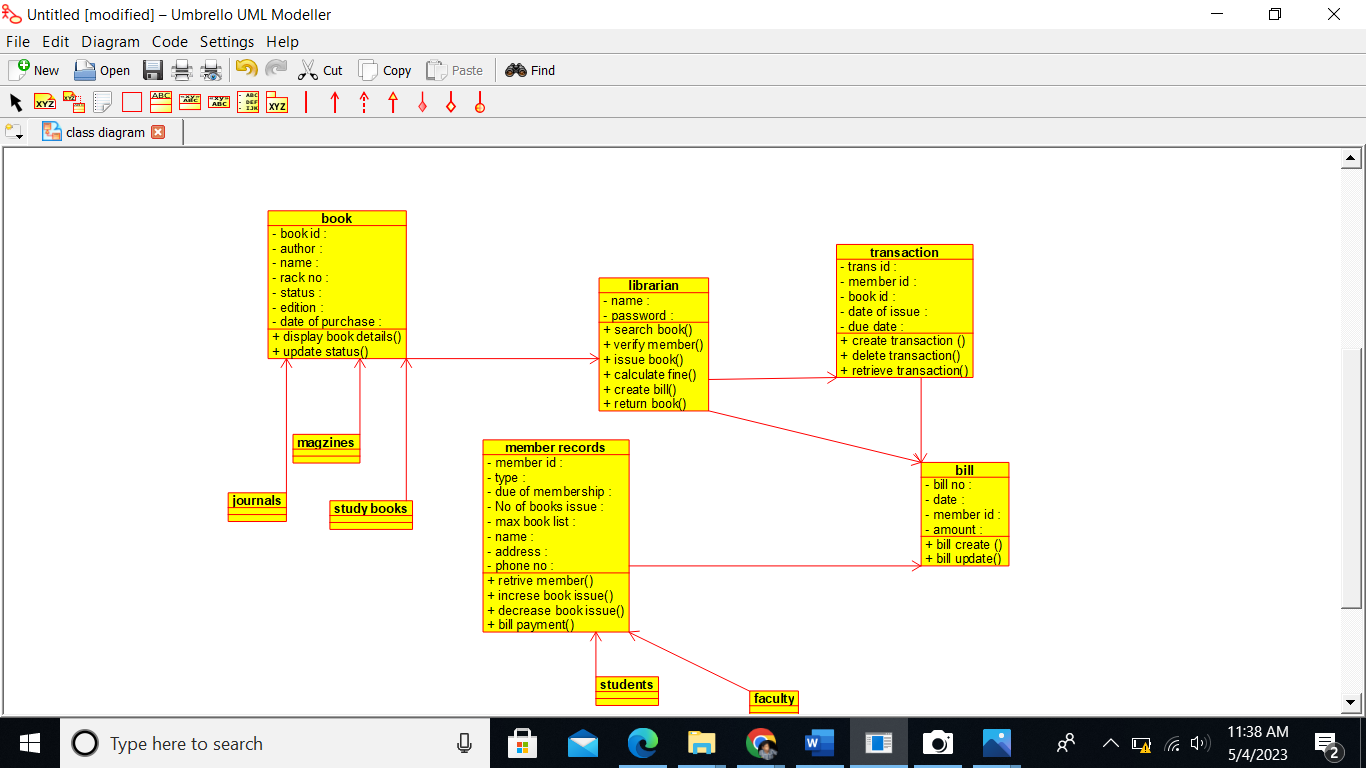 Untitled [modified] – Umbrello UML Modeller
File Edit Diagram Code Settings Help
New Open Cut Copy Paste Find
XYZ XYZ ABC -xy= ABC -xy= ABC - ABC DEF IJK XYZ
class diagram
book
- book id :
- author :
- name :
- rack no :
- status :
- edition :
- date of purchase :
+ display book details()
+ update status()
librarian
- name :
- password :
+ search book()
+ verify member()
+ issue book()
+ calculate fine()
+ create bill()
+ return book()
transaction
- trans id :
- member id :
- book id :
- date of issue :
- due date :
+ create transaction ()
+ delete transaction()
+ retrieve transaction()
magzines
journals
study books
member records
- member id :
- type :
- due of membership :
- No of books issue :
- max book list :
- name :
- address :
- phone no :
+ retrive member()
+ increse book issue()
+ decrease book issue()
+ bill payment()
bill
- bill no :
- date :
- member id :
- amount :
+ bill create ()
+ bill update()
students
faculty
Type here to search
11:38 AM
5/4/2023
2